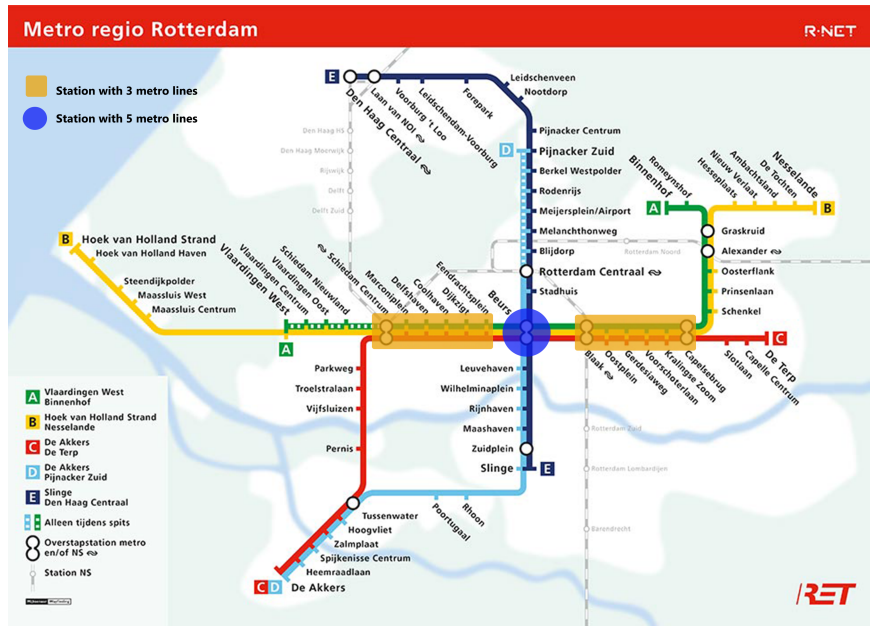 Metro regio Rotterdam
R·NET
Station with 3 metro lines
Station with 5 metro lines
E
Den Haag Centraal
Laan van NOI
Voorburg 't Loo
Leidschendam-Voorburg
Forepark
Leidschenveen
Nootdorp
Pijnacker Centrum
D
Pijnacker Zuid
Berkel Westpolder
Rodenrijs
Meijersplein/Airport
Melanchthonweg
Blijdorp
Rotterdam Centraal
Stadhuis
Den Haag HS
Den Haag Moerwijk
Rijswijk
Delft
Delft Zuid
Rotterdam Noord
A
Binnenhof
Romeynshof
Hesseplaats
Nieuw Verlaat
Ambachtsland
De Tochten
Nesselande
B
Graskruid
Alexander
Oosterflank
Prinsenlaan
Schenkel
B
Hoek van Holland Strand
Hoek van Holland Haven
Steendijkpolder
Maassluis West
Maassluis Centrum
Vlaardingen West
Vlaardingen Centrum
Vlaardingen Oost
Schiedam Nieuwland
Schiedam Centrum
Marconiplein
Delfshaven
Coolhaven
Dijkzigt
Eendrachtsplein
Beurs
A
C
Blaak
Oostplein
Gerdesiaweg
Voorschoterlaan
Kralingse Zoom
Capelsebrug
Slotlaan
Capelle Centrum
De Terp
Parkweg
Troelstralaan
Vijfsluizen
Pernis
Leuvehaven
Wilhelminaplein
Rijnhaven
Maashaven
Zuidplein
Slinge
E
Rotterdam Zuid
Rotterdam Lombardijen
Barendrecht
Tussenwater
Hoogvliet
Zalmplaat
Spijkenisse Centrum
Heemraadlaan
C D De Akkers
Poortugaal
Rhoon
A Vlaardingen West
Binnenhof
B Hoek van Holland Strand
Nesselande
C De Akkers
De Terp
D De Akkers
Pijnacker Zuid
E Slinge
Den Haag Centraal
Alleen tijdens spits
Overstapstation metro
en/of NS
Station NS
RET